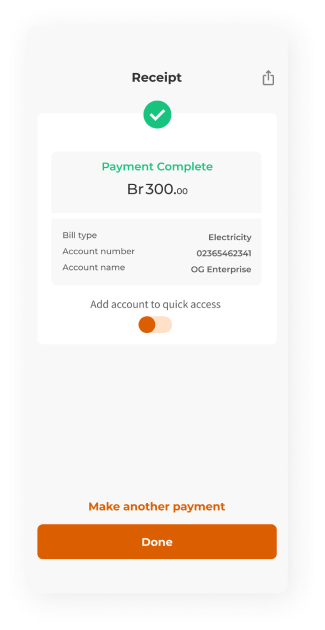 Receipt
Payment Complete
Br300.00
Bill type Electricity
Account number 02365462341
Account name OG Enterprise
Add account to quick access
Make another payment
Done